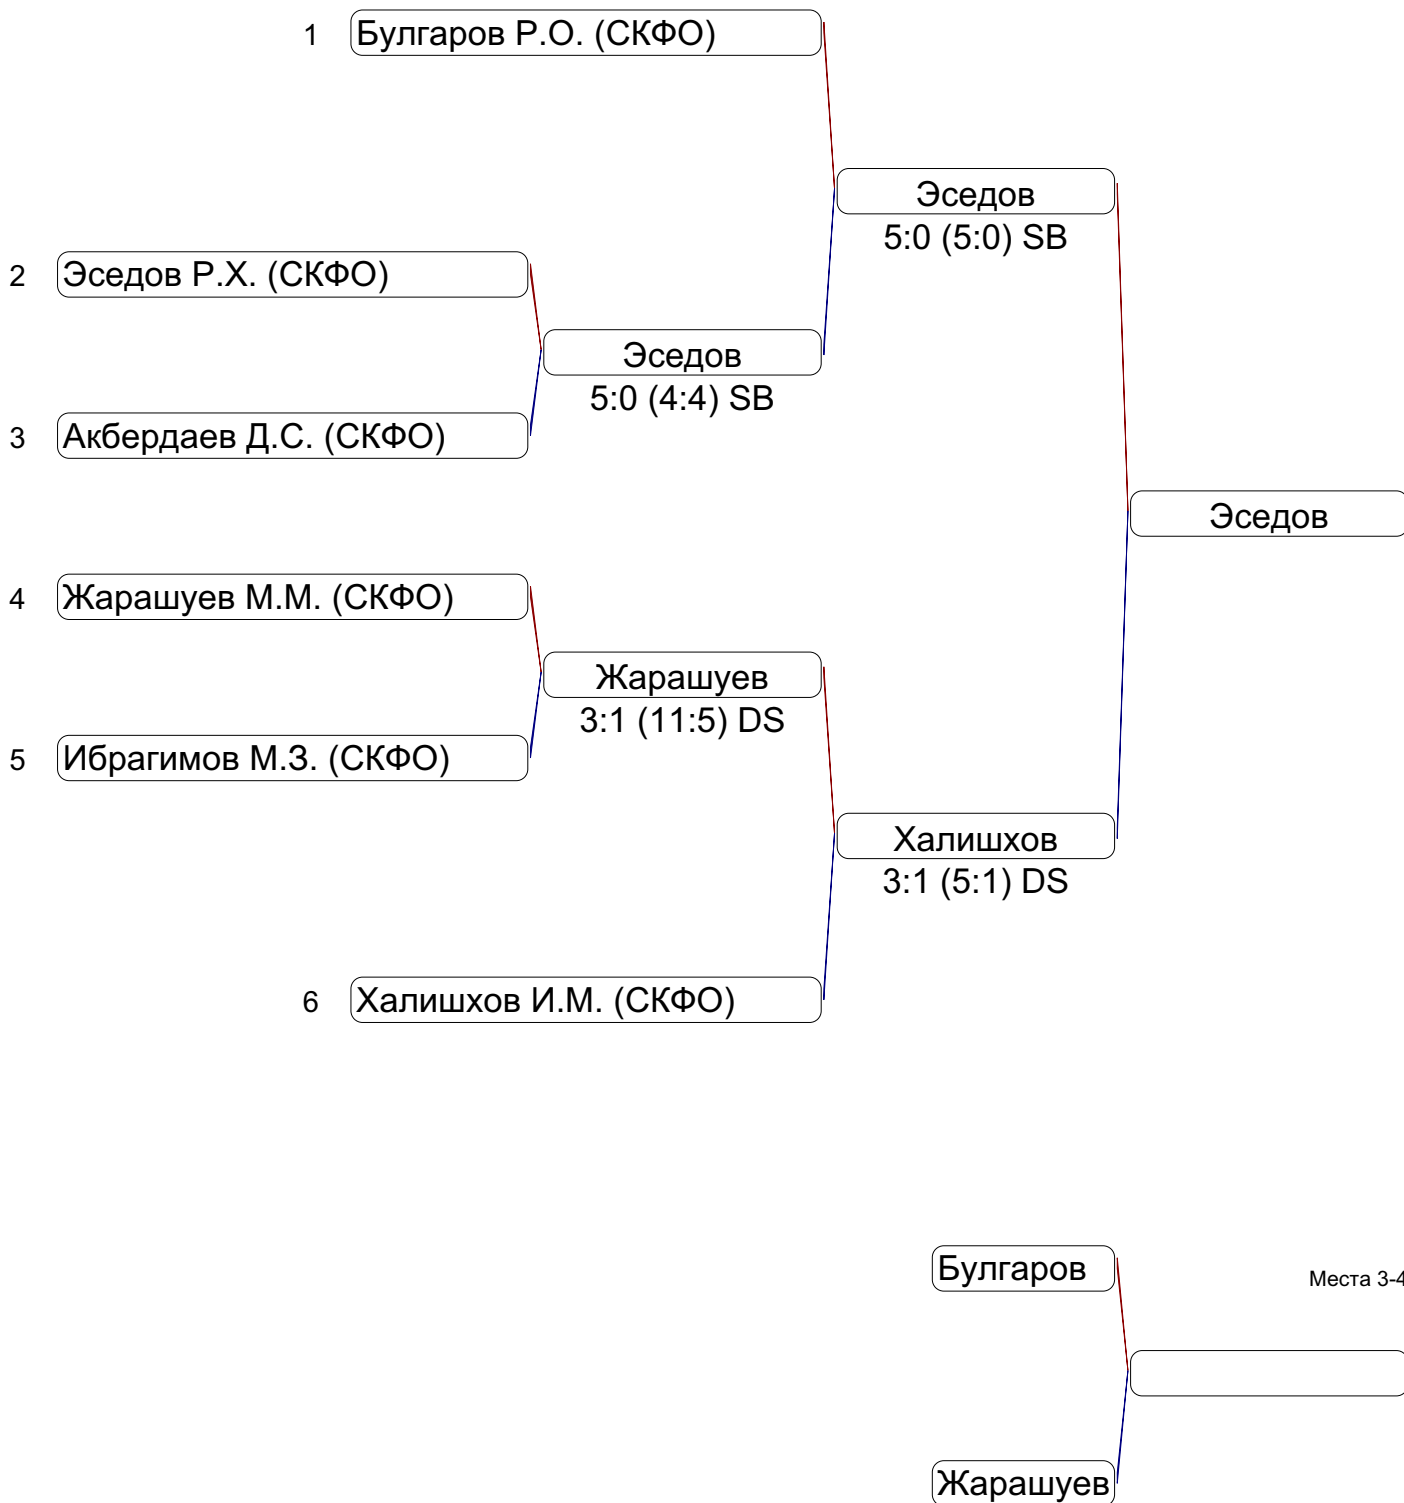 1 Булгаров Р.О. (СКФО)
Эседов
5:0 (5:0) SB
2 Эседов Р.Х. (СКФО)
Эседов
5:0 (4:4) SB
3 Акбердаев Д.С. (СКФО)
Эседов
4 Жарашуев М.М. (СКФО)
Жарашуев
3:1 (11:5) DS
5 Ибрагимов М.З. (СКФО)
Халишхов
3:1 (5:1) DS
6 Халишхов И.М. (СКФО)
Булгаров
Места 3-4
Жарашуев